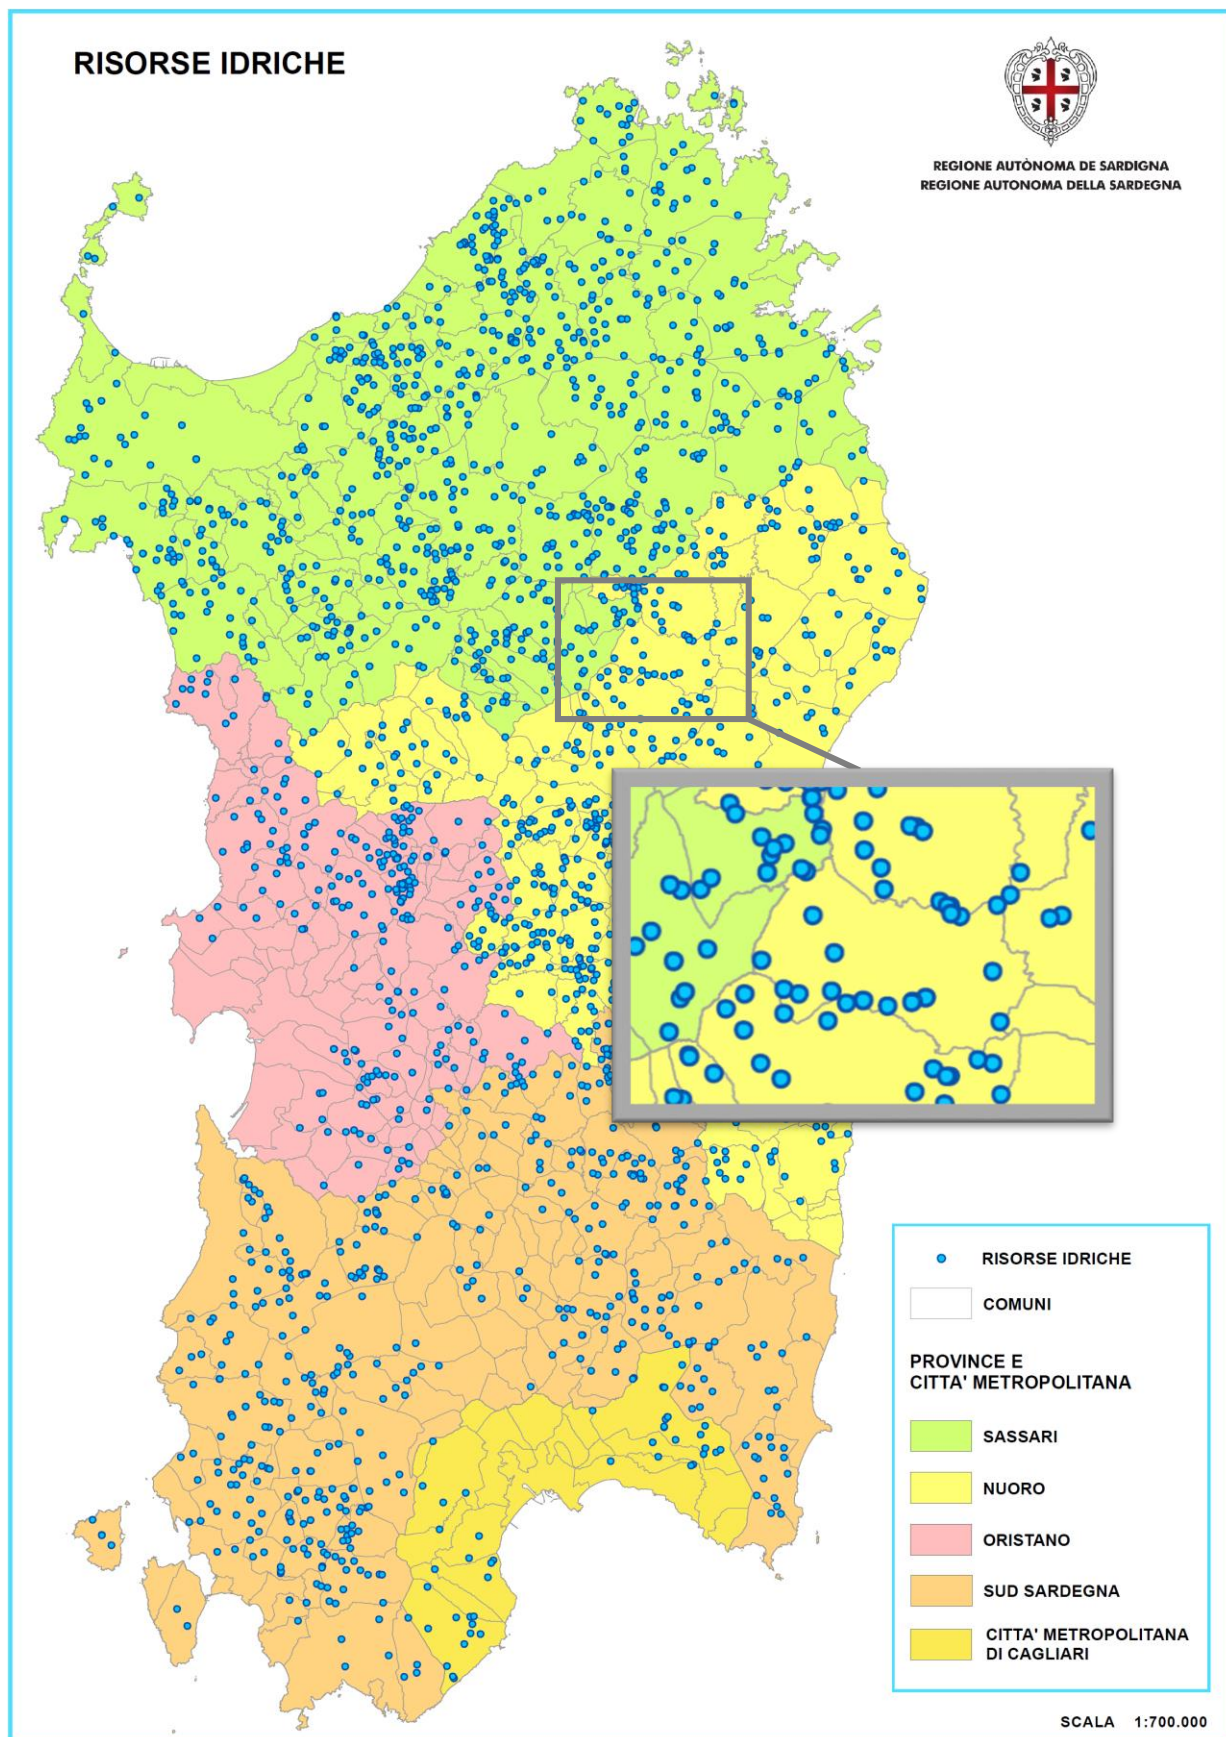 RISORSE IDRICHE
REGIONE AUTÒNOMA DE SARDIGNA
REGIONE AUTONOMA DELLA SARDEGNA
RISORSE IDRICHE
COMUNI
PROVINCE E
CITTA' METROPOLITANA
SASSARI
NUORO
ORISTANO
SUD SARDEGNA
CITTA' METROPOLITANA
DI CAGLIARI
SCALA 1:700.000